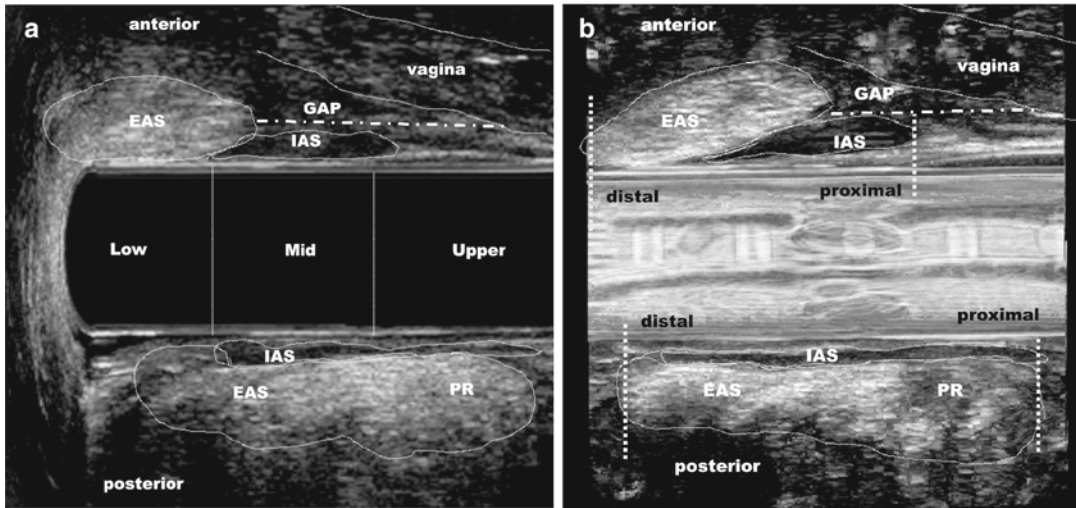 a
anterior
vagina
GAP
EAS
IAS
Low
Mid
Upper
IAS
EAS
PR
posterior
b
anterior
vagina
GAP
EAS
IAS
distal
proximal
distal
proximal
IAS
EAS
PR
posterior